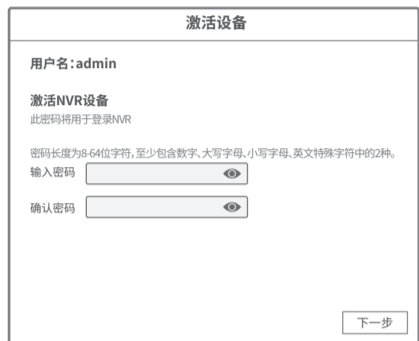 激活设备
用户名:admin
激活NVR设备
此密码将用于登录NVR
密码长度为8-64位字符,至少包含数字、大写字母、小写字母、英文特殊字符中的2种。
输入密码
确认密码
下一步